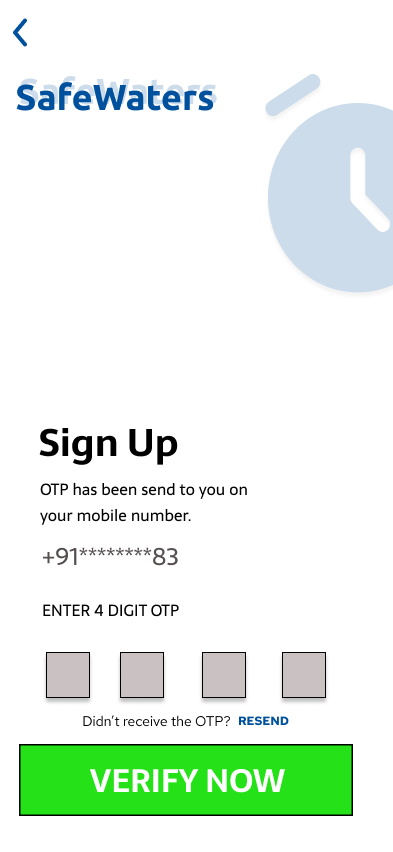 SafeWaters
Sign Up
OTP has been send to you on
your mobile number.
+91********83
ENTER 4 DIGIT OTP
Didn't receive the OTP? RESEND
VERIFY NOW